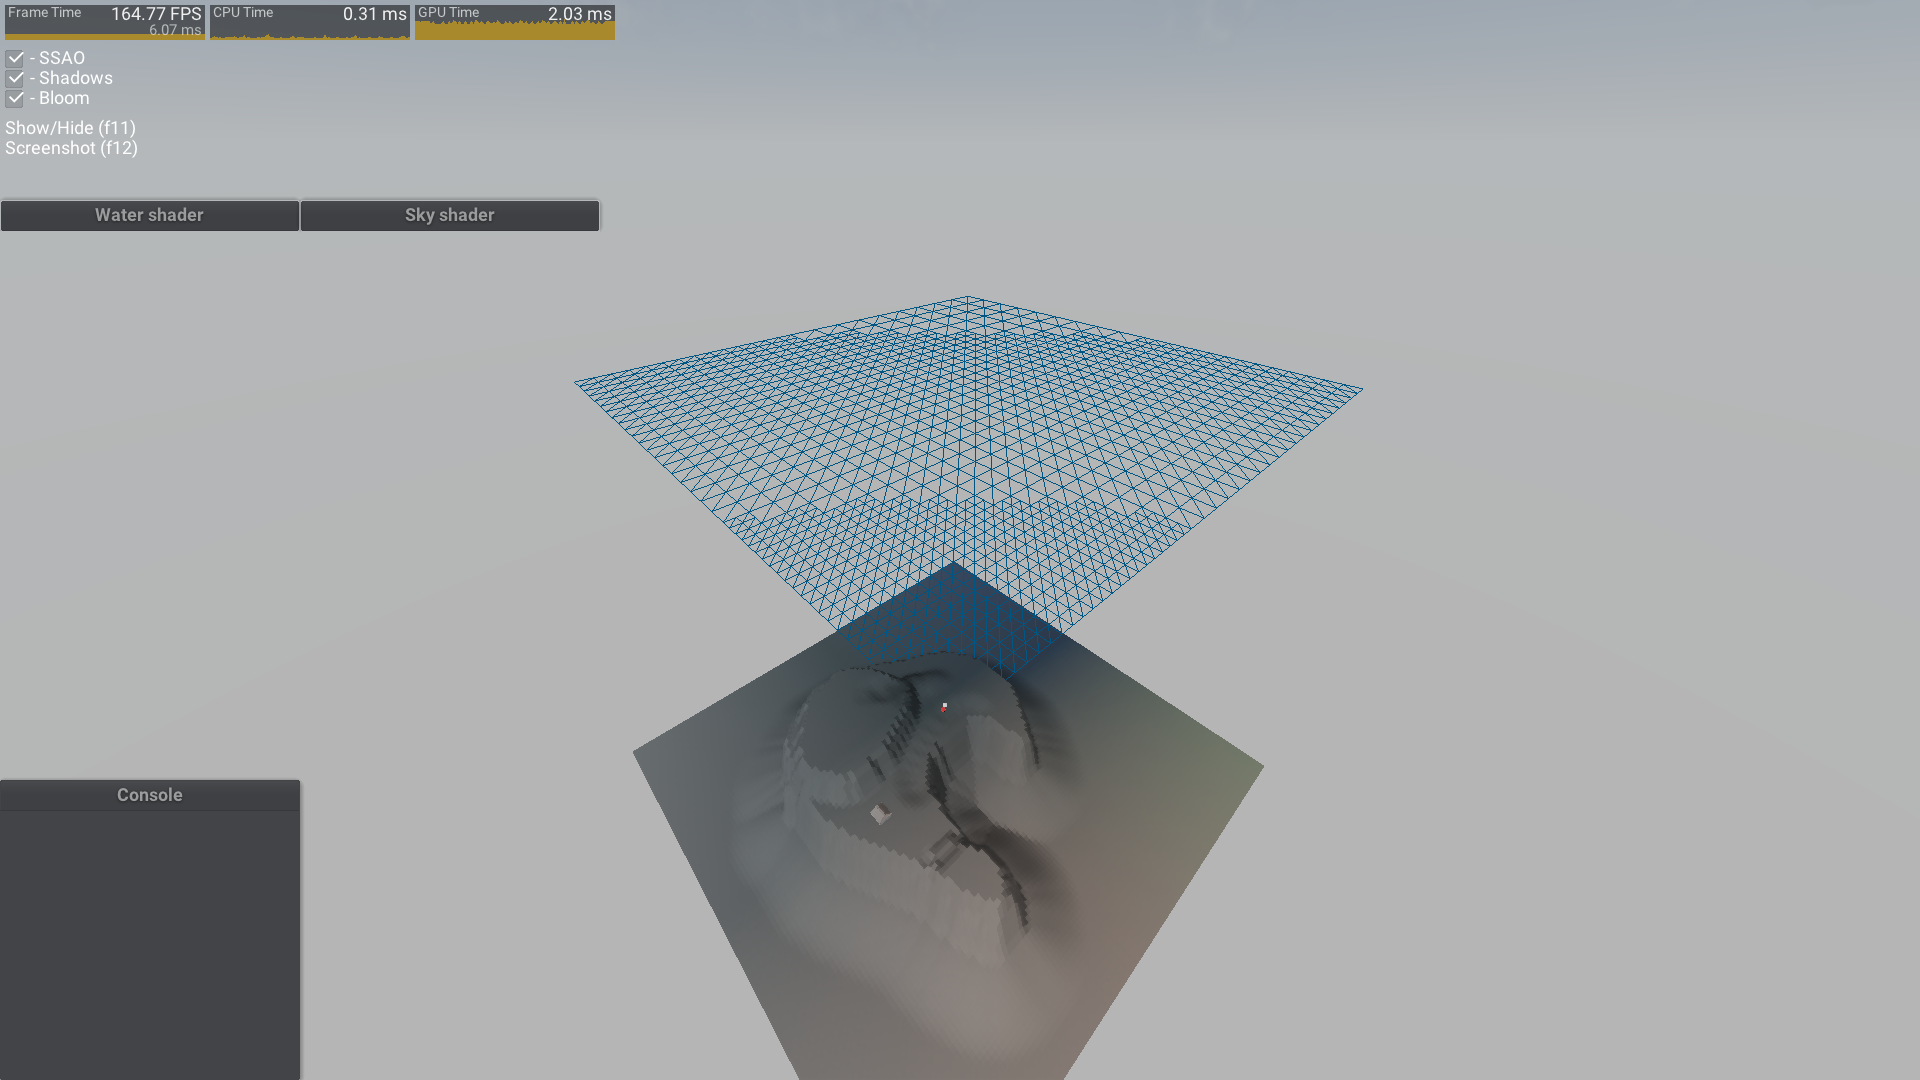 Frame Time 164.77 FPS CPU Time 0.31 ms GPU Time 2.03 ms
6.07 ms
- SSAO
- Shadows
- Bloom
Show/Hide (f11)
Screenshot (f12)
Water shader Sky shader
Console